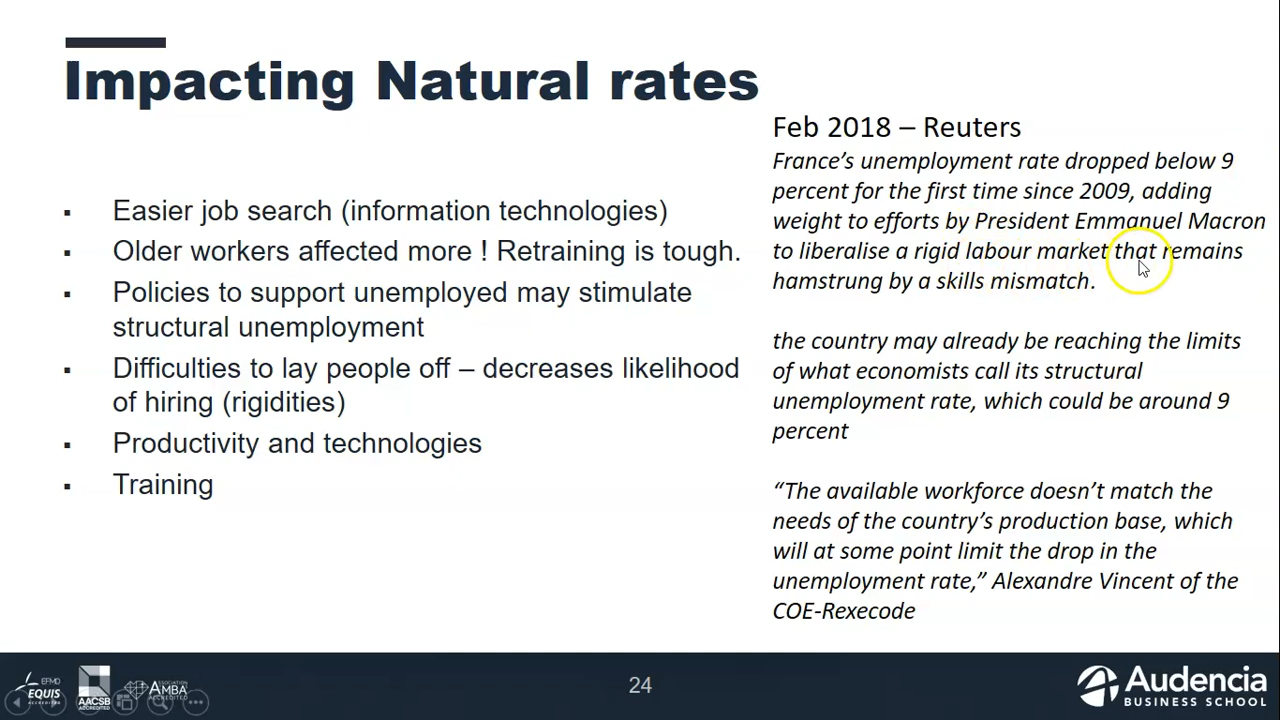 Impacting Natural rates
▪ Easier job search (information technologies)
▪ Older workers affected more ! Retraining is tough.
▪ Policies to support unemployed may stimulate
structural unemployment
▪ Difficulties to lay people off – decreases likelihood
of hiring (rigidities)
▪ Productivity and technologies
▪ Training
Feb 2018 – Reuters
France’s unemployment rate dropped below 9
percent for the first time since 2009, adding
weight to efforts by President Emmanuel Macron
to liberalise a rigid labour market that remains
hamstrung by a skills mismatch.
the country may already be reaching the limits
of what economists call its structural
unemployment rate, which could be around 9
percent
“The available workforce doesn’t match the
needs of the country’s production base, which
will at some point limit the drop in the
unemployment rate,” Alexandre Vincent of the
COE-Rexecode
EFMD
EQUIS
ACCREDITED
AACSB
ACCREDITED
ASSOCIATION
AMBA
ACCREDITED
24
Audencia
BUSINESS SCHOOL